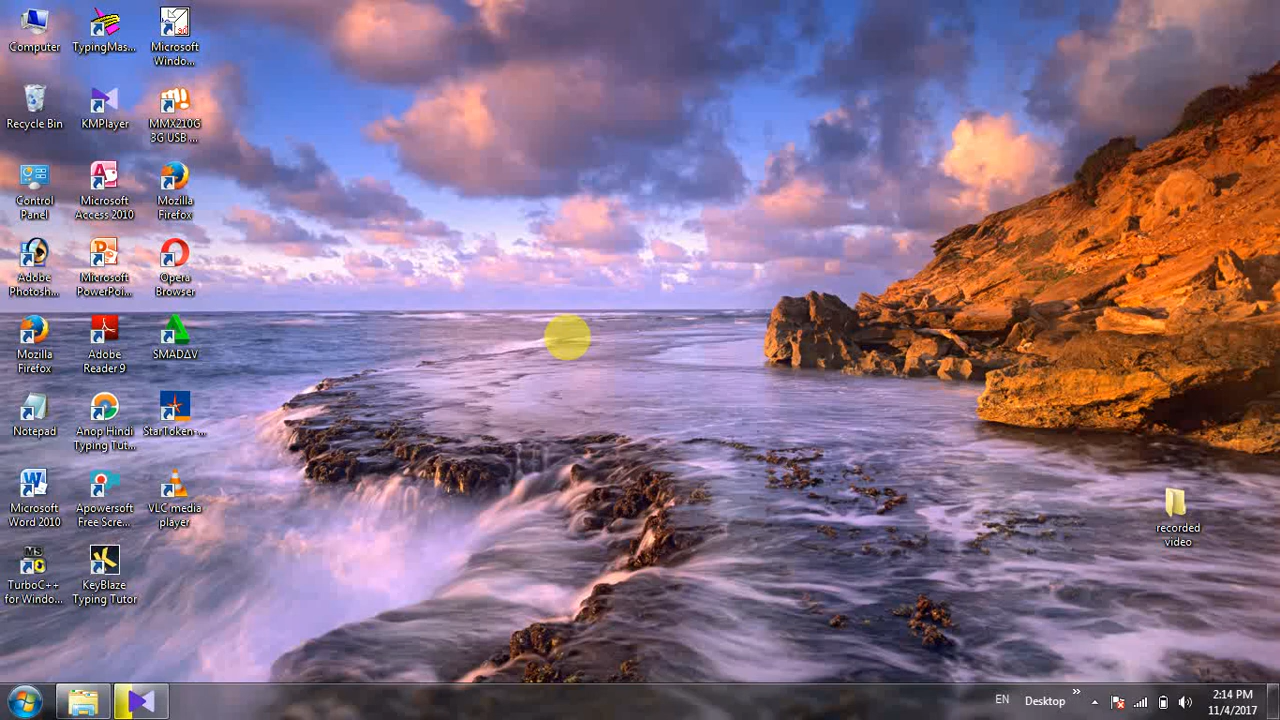 Computer
TypingMas...
Microsoft
Windo...
Recycle Bin
KMPlayer
MMX210G
3G USB ...
Control
Panel
Microsoft
Access 2010
Mozilla
Firefox
Adobe
Photosh...
Microsoft
PowerPoi...
Opera
Browser
Mozilla
Firefox
Adobe
Reader 9
SMADΔV
Notepad
Anop Hindi
Typing Tut...
StarToken-...
Microsoft
Word 2010
Apowersoft
Free Scre...
VLC media
player
TurboC++
for Windo...
KeyBlaze
Typing Tutor
recorded
video
EN
Desktop
»
2:14 PM
11/4/2017